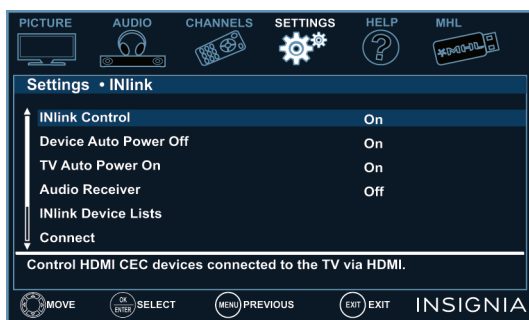 PICTURE AUDIO CHANNELS SETTINGS HELP MHL
MHL
Settings • INlink
INlink Control On
Device Auto Power Off On
TV Auto Power On On
Audio Receiver Off
INlink Device Lists
Connect
Control HDMI CEC devices connected to the TV via HDMI.
MOVE OK ENTER SELECT MENU PREVIOUS EXIT EXIT INSIGNIA